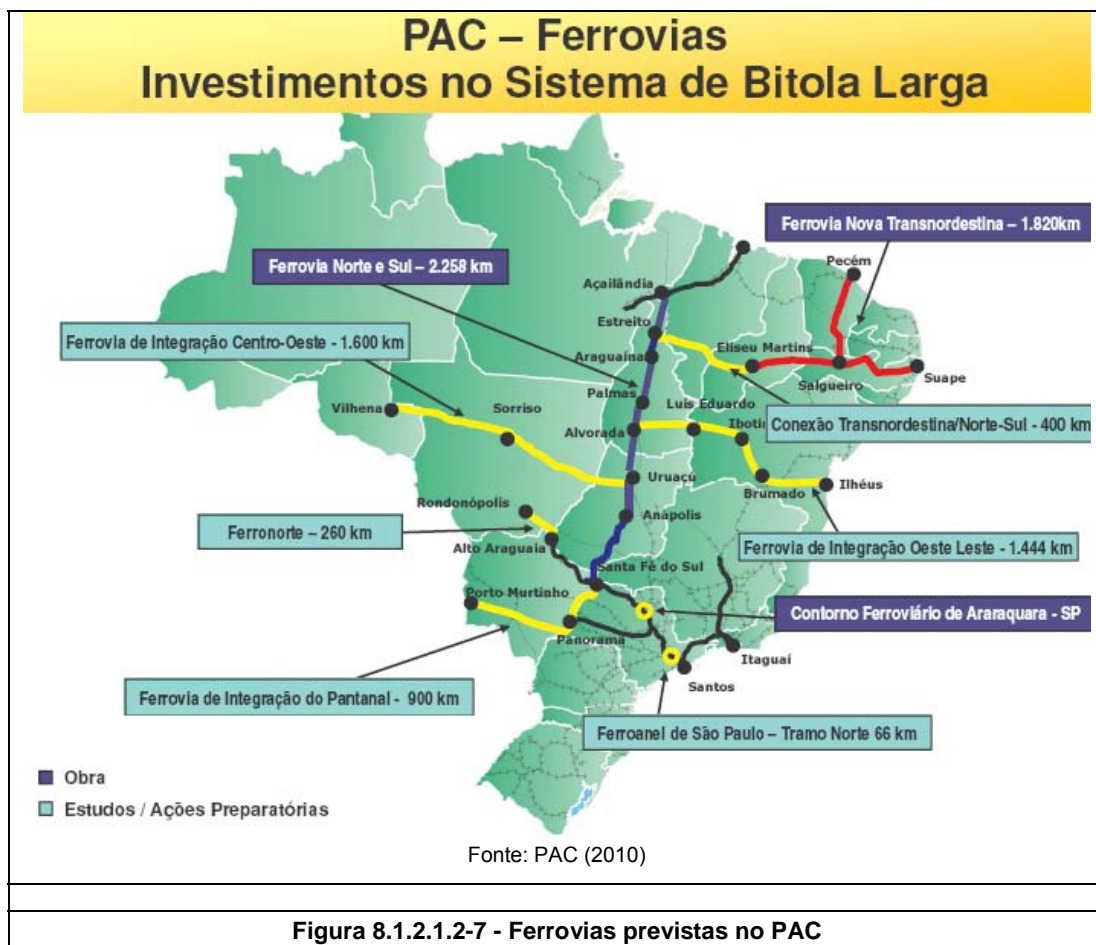 PAC – Ferrovias
Investimentos no Sistema de Bitola Larga
Ferrovia Nova Transnordestina – 1.820km
Pecém
Ferrovia Norte e Sul – 2.258 km
Açailândia
Estreito
Ferrovia de Integração Centro-Oeste - 1.600 km
Eliseu Martins
Araguaína
Salgueiro
Suape
Palmas
Luis Eduardo
Vilhena
Sorriso
Conexão Transnordestina/Norte-Sul - 400 km
Alvorada
Uruaçú
Brumado
Ilhéus
Rondonópolis
Anápolis
Ferronorte – 260 km
Alto Araguaia
Ferrovia de Integração Oeste Leste - 1.444 km
Santa Fé do Sul
Porto Murtinho
Contorno Ferroviário de Araraquara - SP
Panorama
Itaguaí
Santos
Ferrovia de Integração do Pantanal - 900 km
Ferroanel de São Paulo – Tramo Norte 66 km
Obra
Estudos / Ações Preparatórias
Fonte: PAC (2010)
Figura 8.1.2.1.2-7 - Ferrovias previstas no PAC